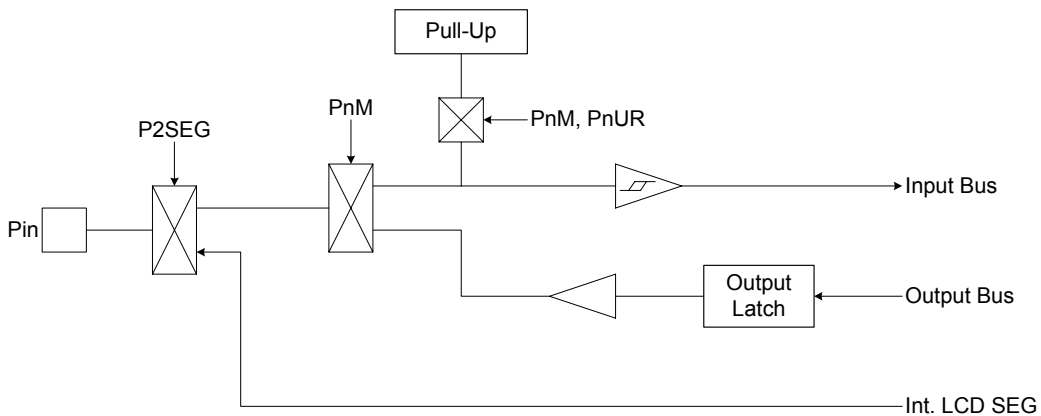 Pull-Up
PnM
PnM, PnUR
P2SEG
Input Bus
Pin
Output
Latch
Output Bus
Int. LCD SEG